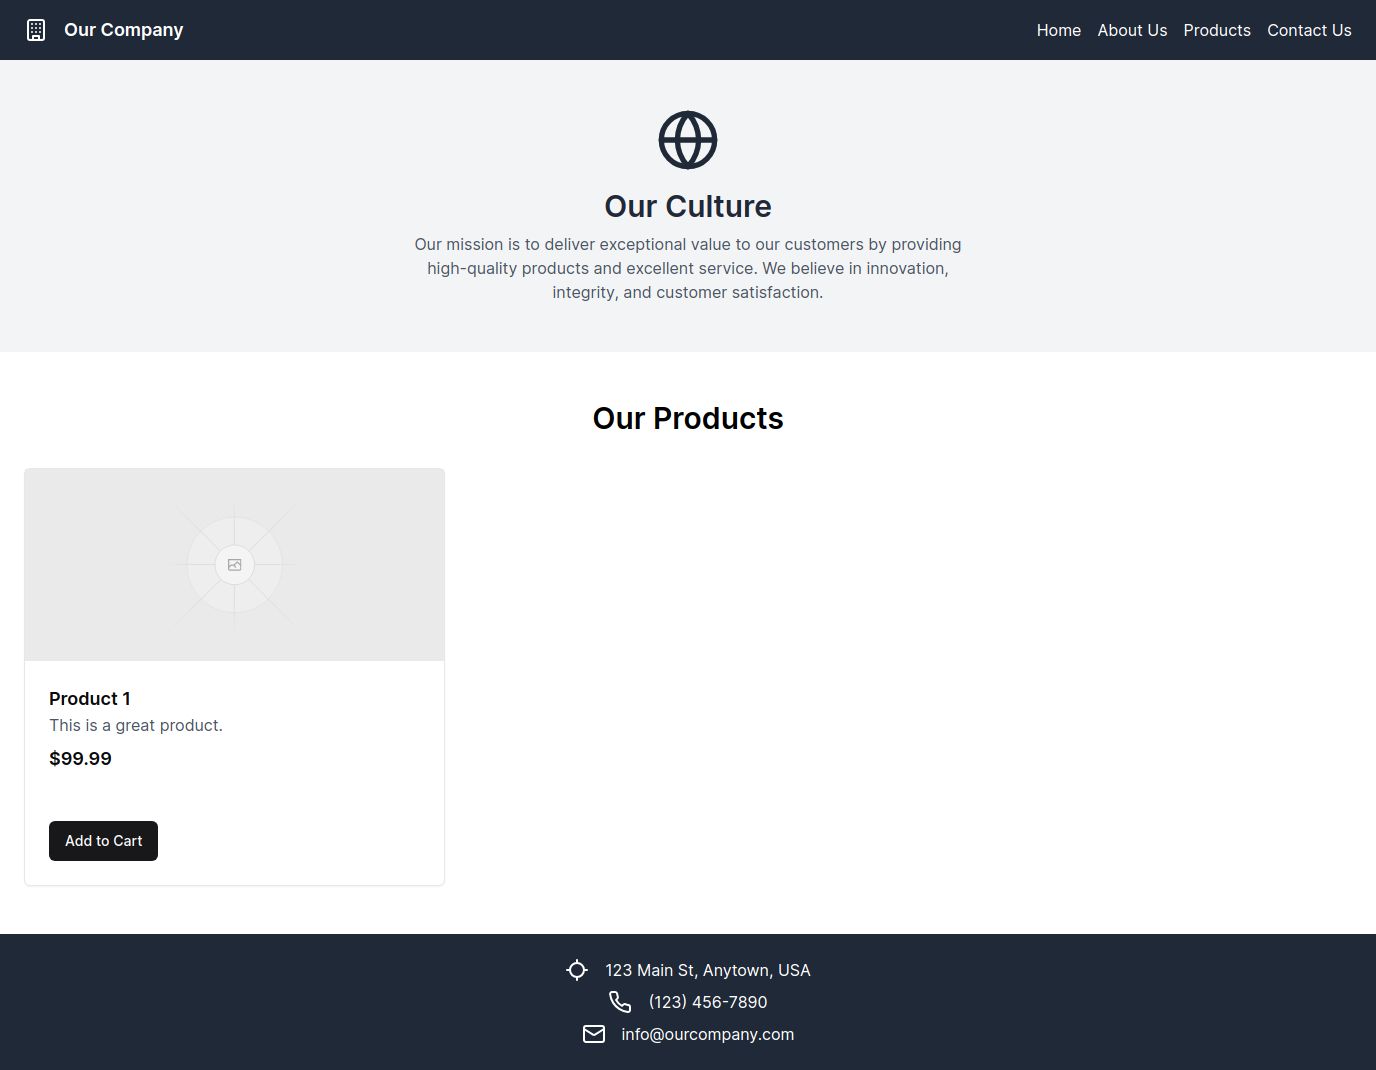 Our Company
Home About Us Products Contact Us
Our Culture
Our mission is to deliver exceptional value to our customers by providing
high-quality products and excellent service. We believe in innovation,
integrity, and customer satisfaction.
Our Products
Product 1
This is a great product.
$99.99
Add to Cart
123 Main St, Anytown, USA
(123) 456-7890
info@ourcompany.com